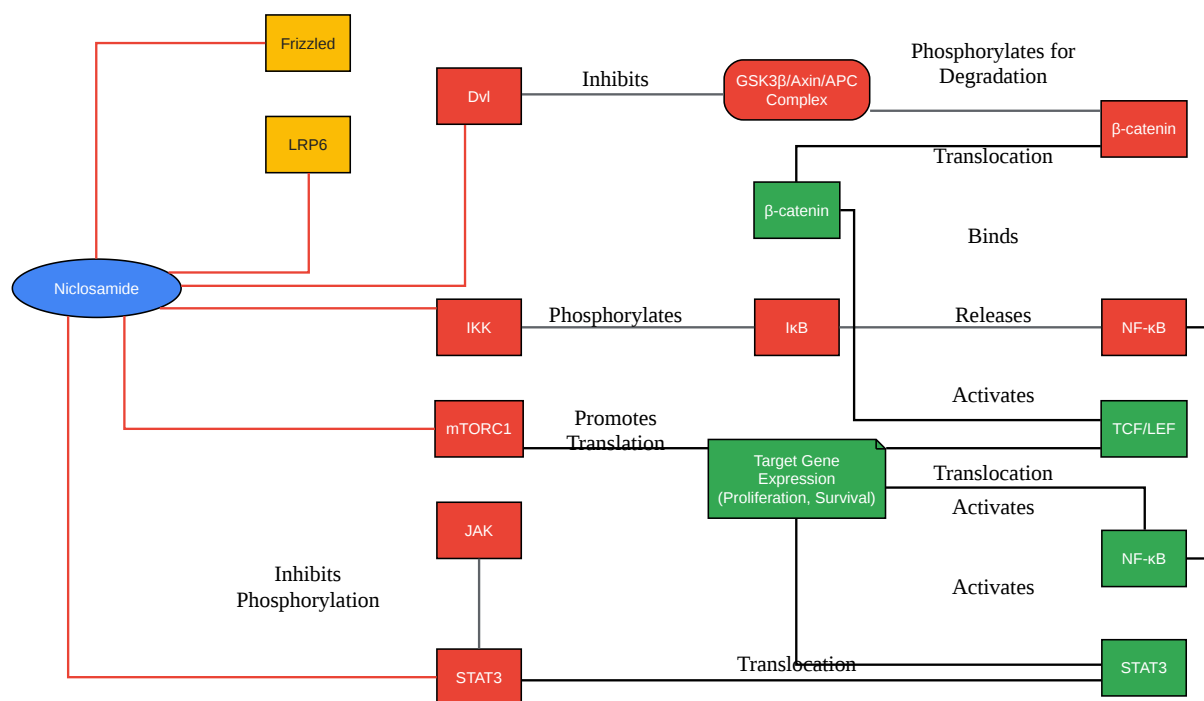 Frizzled
Phosphorylates for
Degradation
Dvl
Inhibits
GSK3β/Axin/APC
Complex
β-catenin
LRP6
Translocation
β-catenin
Binds
Niclosamide
IKK
Phosphorylates
IκB
Releases
NF-κB
Activates
mTORC1
Promotes
Translation
TCF/LEF
Target Gene
Expression
(Proliferation, Survival)
Translocation
Activates
JAK
NF-κB
Inhibits
Phosphorylation
Activates
STAT3
Translocation
STAT3